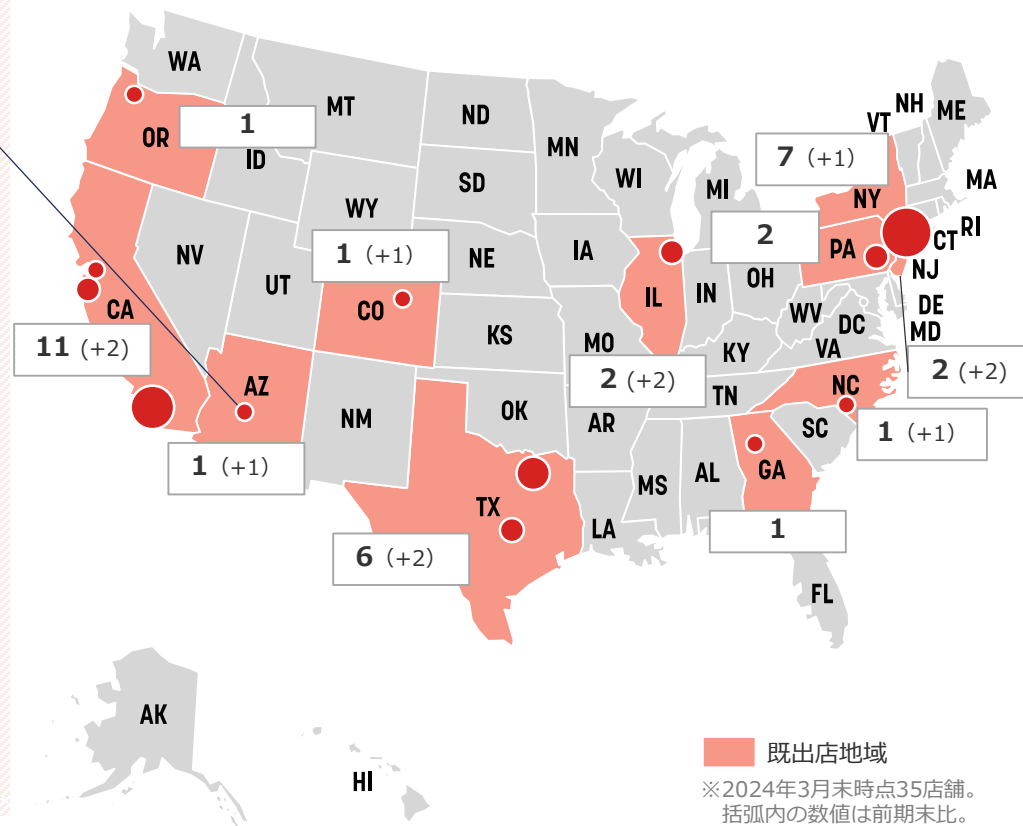 WA
MT
ND
MN
OR
1
ID
SD
WI
MI
NH
VT
ME
7 (+1)
NY
MA
WY
NE
IA
2
PA
CT
RI
NV
UT
1 (+1)
CO
IL
IN
OH
NJ
DE
MD
WV
DC
VA
CA
11 (+2)
KS
MO
2 (+2)
KY
TN
NC
2 (+2)
1 (+1)
AZ
1 (+1)
NM
OK
AR
SC
MS
AL
GA
1
TX
6 (+2)
LA
FL
AK
HI
既出店地域
※2024年3月末時点35店舗。
括弧内の数値は前期末比。